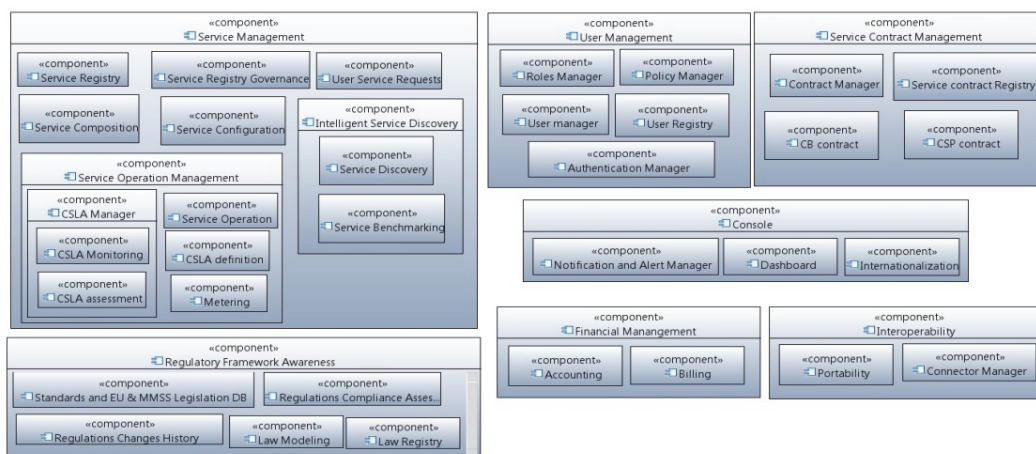 «component»
Service Management
«component»
Service Registry
«component»
Service Registry Governance
«component»
User Service Requests
«component»
Service Composition
«component»
Service Configuration
«component»
Intelligent Service Discovery
«component»
Service Discovery
«component»
Service Benchmarking
«component»
Service Operation Management
«component»
CSLA Manager
«component»
CSLA Monitoring
«component»
CSLA assessment
«component»
Service Operation
«component»
CSLA definition
«component»
Metering
«component»
User Management
«component»
Roles Manager
«component»
Policy Manager
«component»
User manager
«component»
User Registry
«component»
Authentication Manager
«component»
Service Contract Management
«component»
Contract Manager
«component»
Service contract Registry
«component»
CB contract
«component»
CSP contract
«component»
Console
«component»
Notification and Alert Manager
«component»
Dashboard
«component»
Internationalization
«component»
Financial Management
«component»
Accounting
«component»
Billing
«component»
Interoperability
«component»
Portability
«component»
Connector Manager
«component»
Regulatory Framework Awareness
«component»
Standards and EU & MMSS Legislation DB
«component»
Regulations Compliance Asses...
«component»
Regulations Changes History
«component»
Law Modeling
«component»
Law Registry